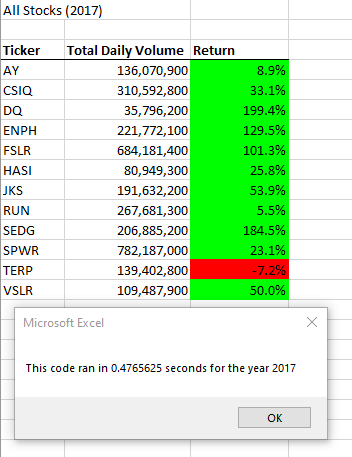 All Stocks (2017)
Ticker Total Daily Volume Return
AY 136,070,900 8.9%
CSIQ 310,592,800 33.1%
DQ 35,796,200 199.4%
ENPH 221,772,100 129.5%
FSLR 684,181,400 101.3%
HASI 80,949,300 25.8%
JKS 191,632,200 53.9%
RUN 267,681,300 5.5%
SEDG 206,885,200 184.5%
SPWR 782,187,000 23.1%
TERP 139,402,800 -7.2%
VSLR 109,487,900 50.0%
Microsoft Excel
This code ran in 0.4765625 seconds for the year 2017
OK